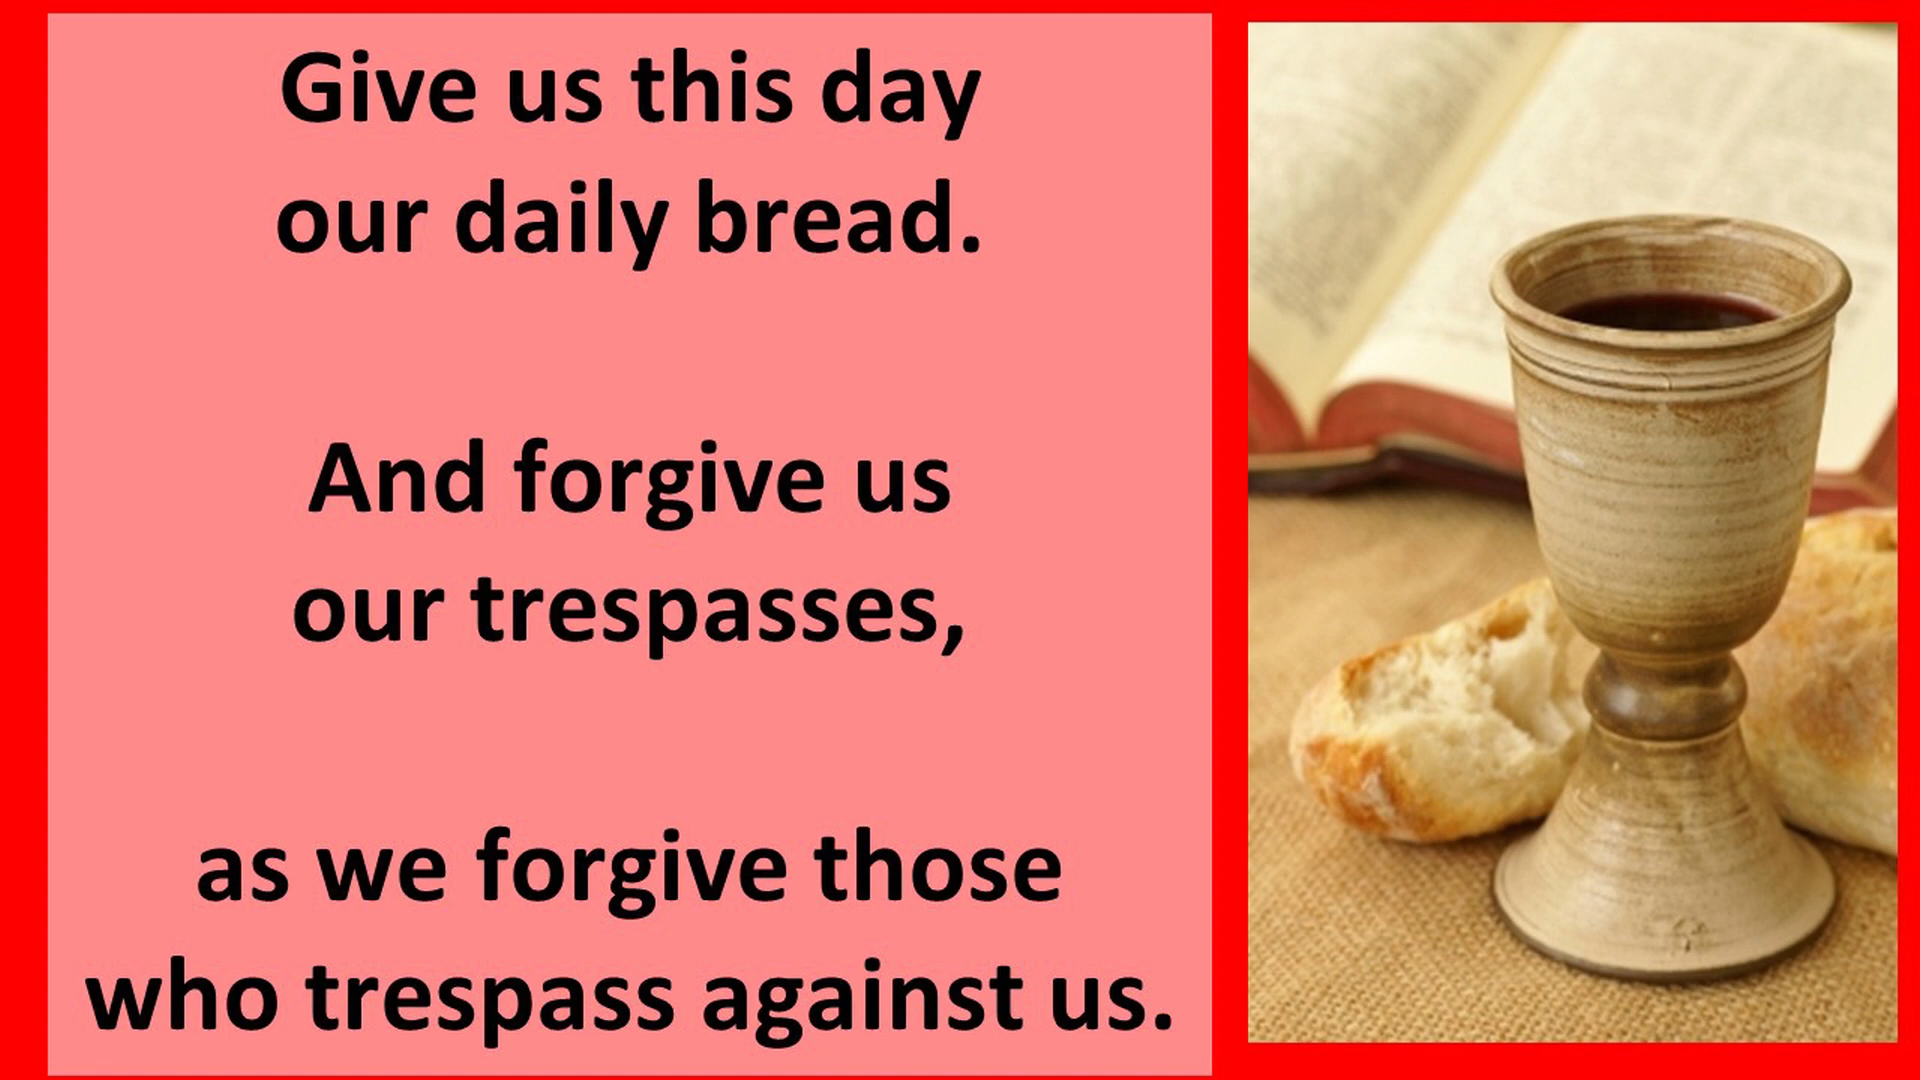 Give us this day
our daily bread.
And forgive us
our trespasses,
as we forgive those
who trespass against us.